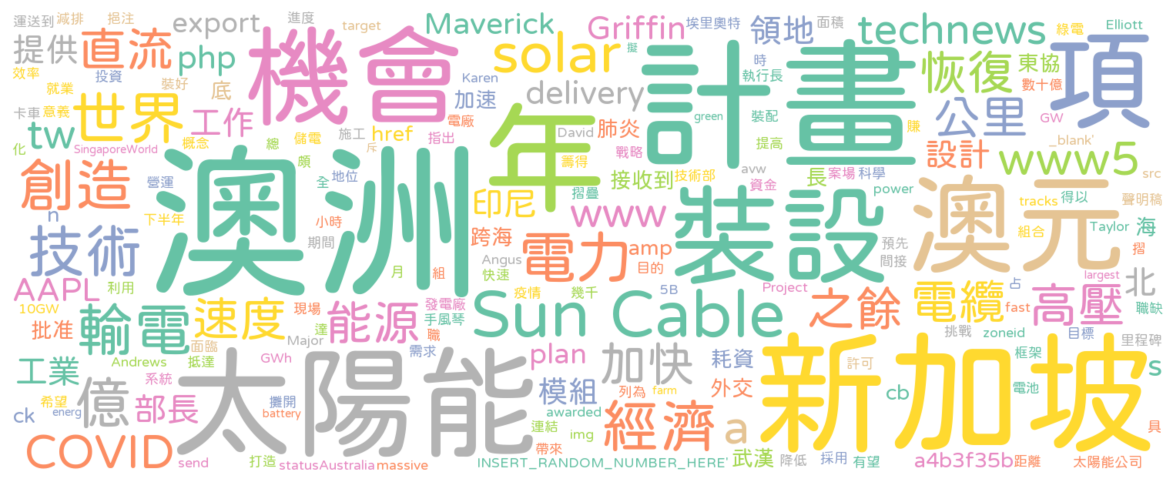 運送到 減排 挹注 export 進度 target Maverick Griffin 埃里奧特 領地 面積 technews 綠電 Elliott
提供 直流 php 機會 solar 計畫 時 執行長 恢復 東協 項
效率 投資 裝好 底 Karen 加速 delivery 數十億
就業 卡車 意義 世界 工作 電廠 年 green 裝配 賺 公里 GW
化 tw 概念 儲電 施工 href 指出 David 肺炎 戰略 提高 _blank'
SingaporeWorld 總 斥 籌得 設計 www5
創造 頗 澳洲 摺疊 接收到 技術部 avw 資金 長 案場 科學 src
營運 全 地位 印尼 www 裝設 power 澳元 得以 聲明稿
n 下半年 小時 跨海 tracks Taylor 海
技術 期間 Angus 電力 amp 預先 間接 組合 摺
AAPL 利用 月 組 快速 目的 北
10GW 現場 發電廠 疫情 幾千 5B Project 占 largest
批准 輸電 速度 達 能源 手風琴 職 Sun Cable 之餘 電纜 fast 高壓 職缺
面臨 Major 挑戰 zoneid 目標 里程碑
Andrews 抵達 GWh 太陽能 需求 plan 加快 耗資 新加坡 許可 框架 s
工業 系統 列為 farm 外交 電池
希望 億 部長 模組 cb
ck energ 攤開 battery awarded 經濟 a 具
COVID 連結 img 武漢 帶來
send 打造 statusAustralia massive INSERT_RANDOM_NUMBER_HERE' 降低 採用 有望 a4b3f35b 距離 太陽能公司